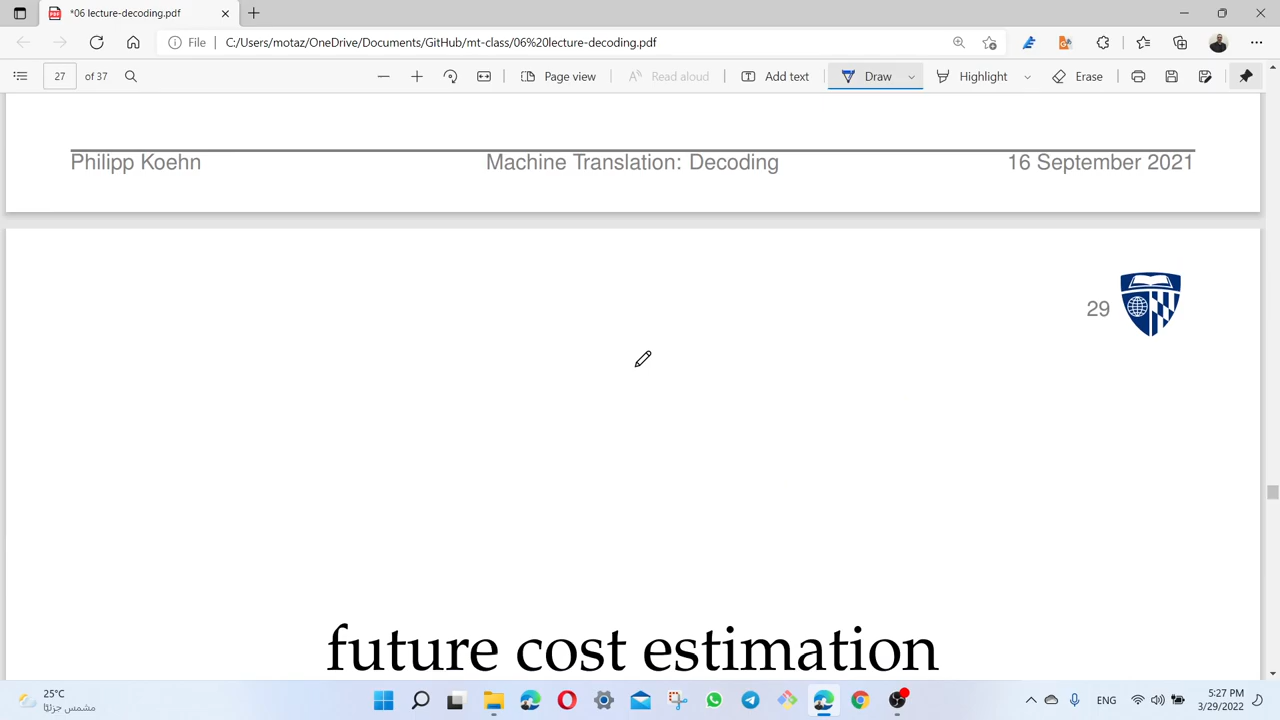 *06 lecture-decoding.pdf
File
C:/Users/motaz/OneDrive/Documents/GitHub/mt-class/06%20lecture-decoding.pdf
27 of 37
Page view
Read aloud
Add text
Draw
Highlight
Erase
Philipp Koehn
Machine Translation: Decoding
16 September 2021
29
future cost estimation
25°C
مشمس جزئيًا
ENG
5:27 PM
3/29/2022